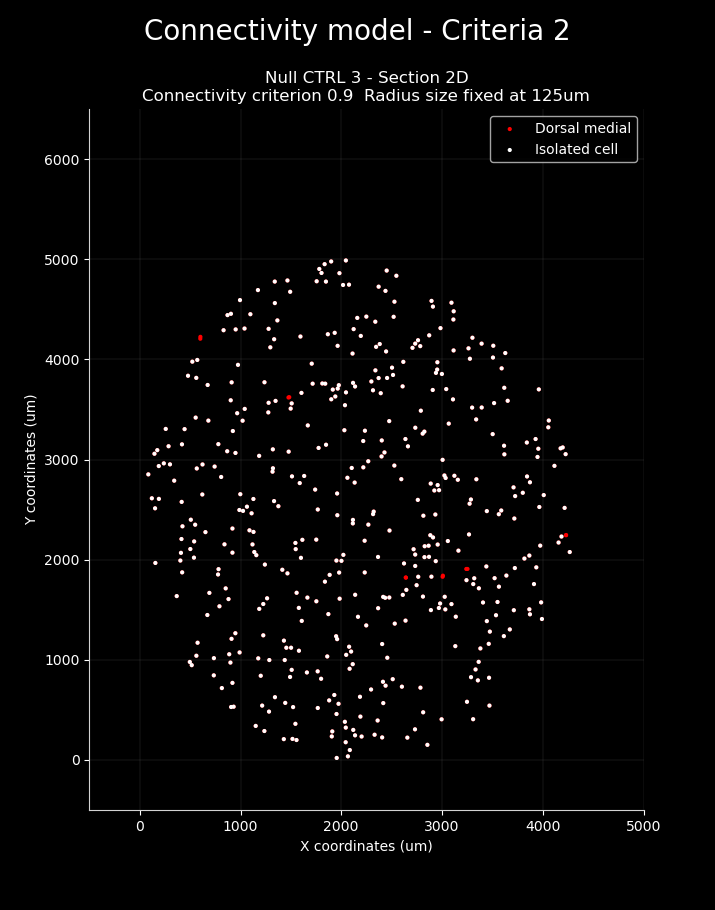 Connectivity model - Criteria 2
Null CTRL 3 - Section 2D
Connectivity criterion 0.9  Radius size fixed at 125um
Dorsal medial
Isolated cell
6000
5000
4000
3000
2000
1000
0
Y coordinates (um)
0
1000
2000
3000
4000
5000
X coordinates (um)